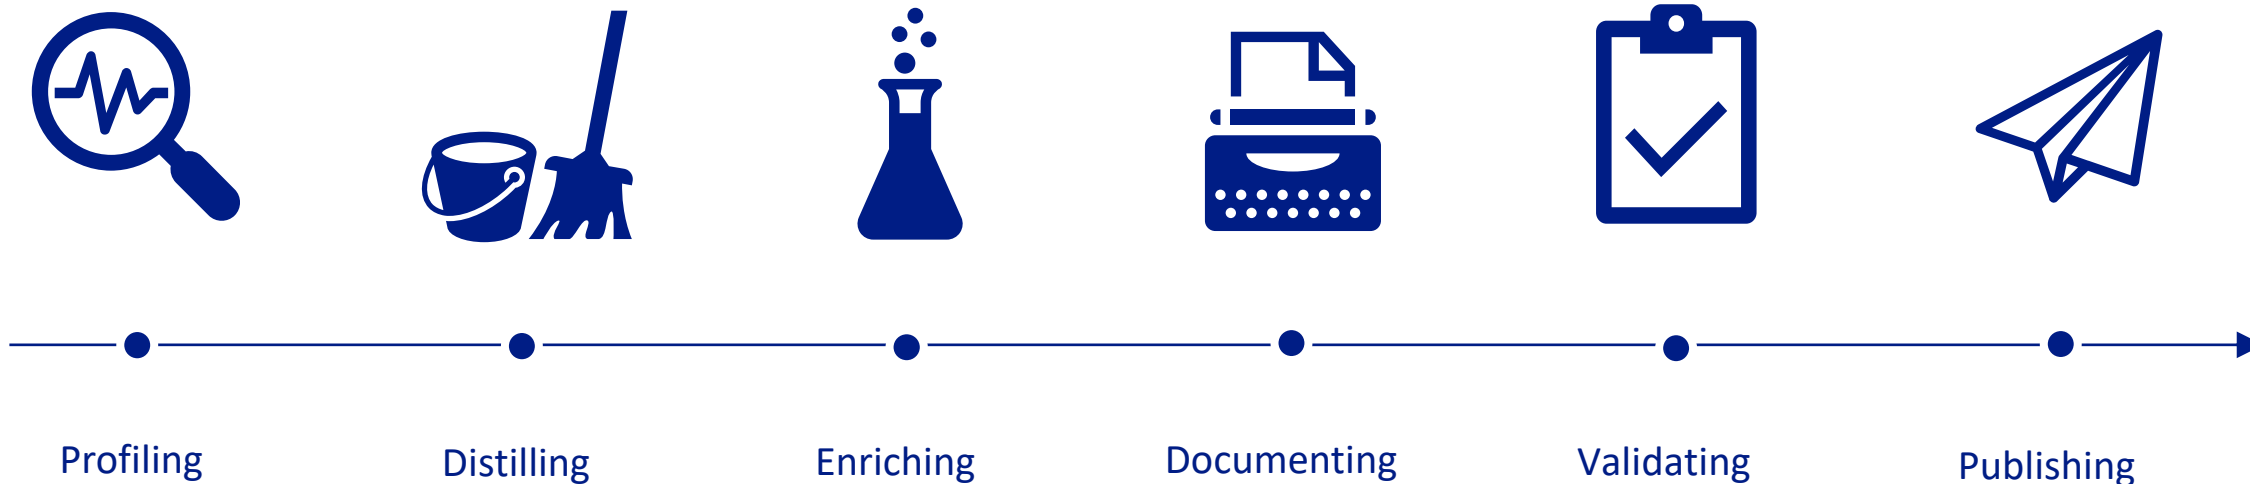 Profiling
Distilling
Enriching
Documenting
Validating
Publishing